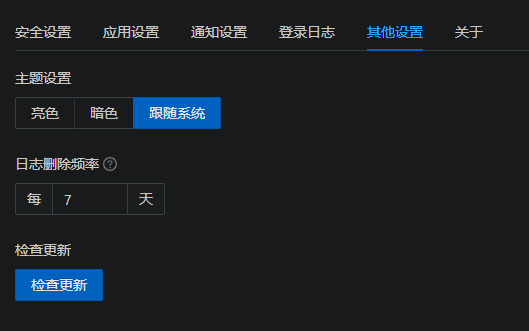 安全设置 应用设置 通知设置 登录日志 其他设置 关于
主题设置
亮色 暗色 跟随系统
日志删除频率 ?
每 7 天
检查更新
检查更新